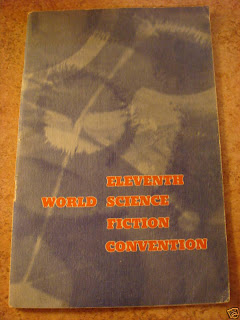 ELEVENTH
WORLD SCIENCE
FICTION
CONVENTION